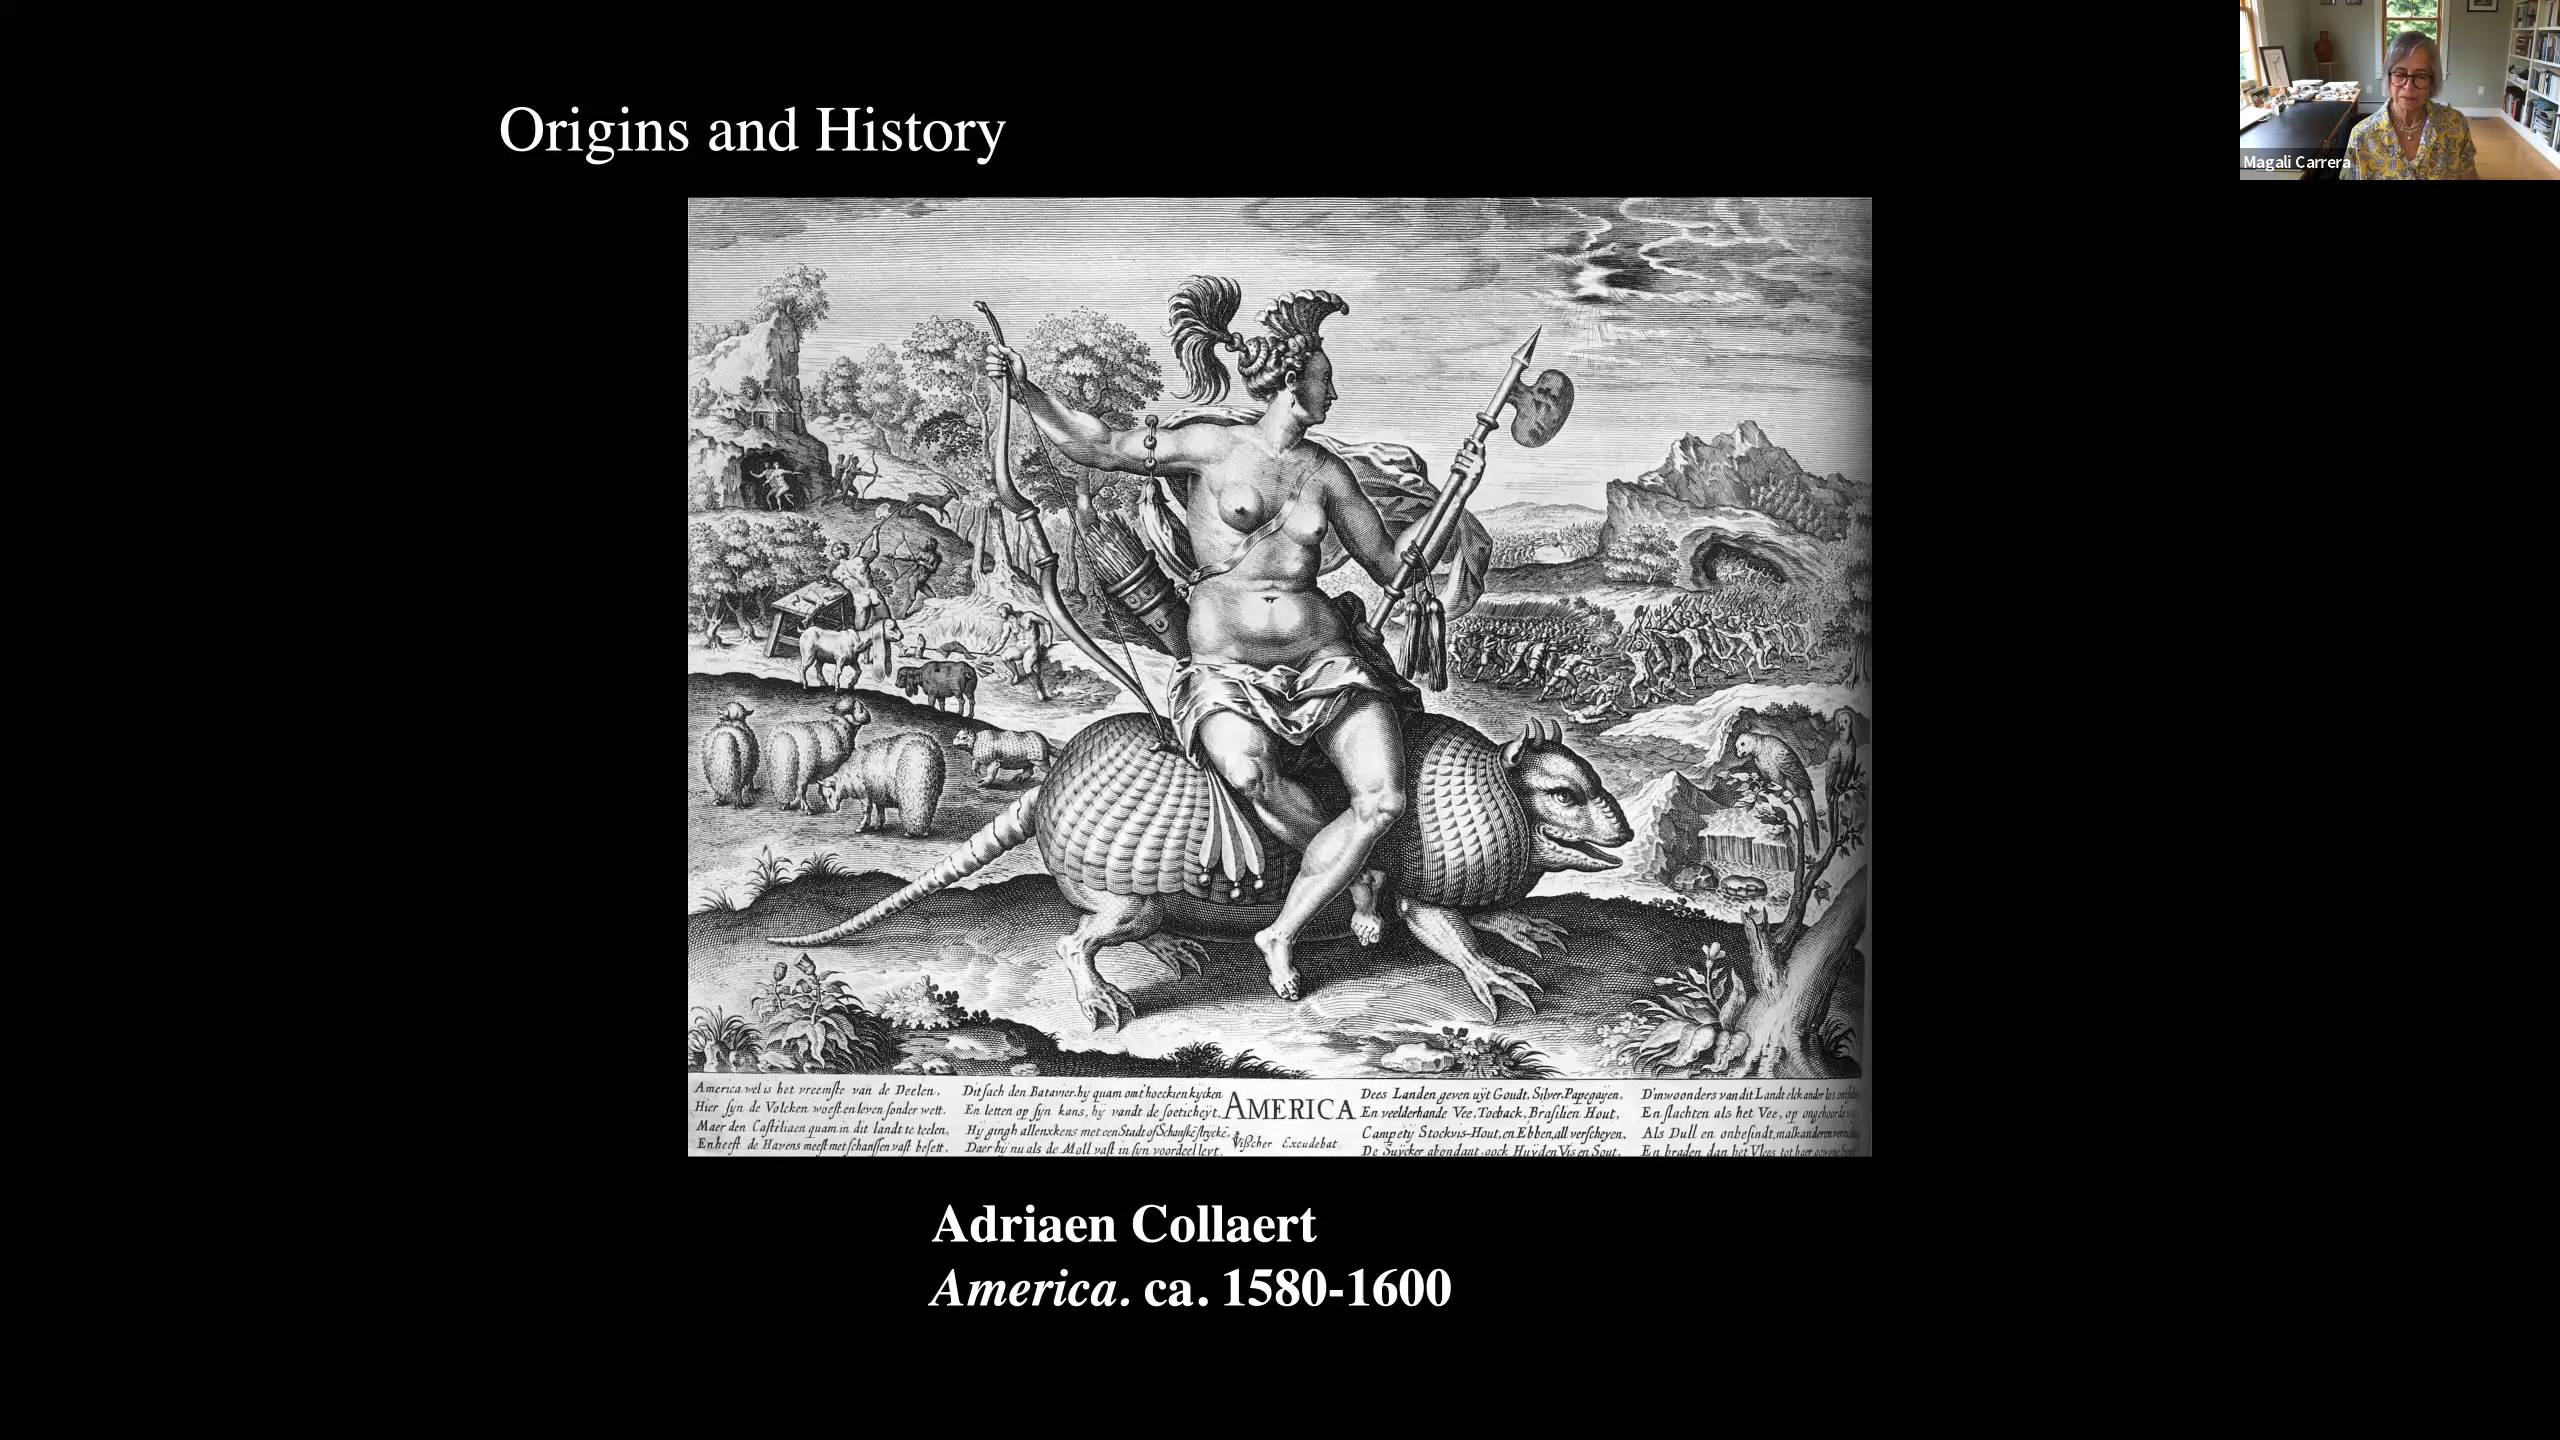 Origins and History
Magali Carrera
America wel is het vreemste van de Deelen,
Hier syn de Volcken woest en leven sonder wett.
Maer den Castiliaen quam in dit landt te teelen,
En heeft de Havens meest met schanssen vast besett.
Dit sach den Batavier, hy quam om't hoeckien kycken
En letten op syn kans, hy vandt de soeticheyt,
Hy gingh allenxkens met een Stadt of Schanske strycke,
Daer hy nu als de Moll vast in syn voordeel leyt.
AMERICA
Visscher Excudebat
Dees Landen geven uyt Goudt, Silver, Papegayen,
En veelderhande Vee, Toeback, Brasilien Hout,
Campety Stockvis-Hout, en Ebben, all verscheyen,
De Suycker abondant, oock Huyden Vis en Sout,
D'inwoonders van dit Landt elckander los
En slachten als het Vee, op
Als Dull en onbesindt, malkanderen
En braden dan het Vlees tot haer
Adriaen Collaert
America. ca. 1580-1600